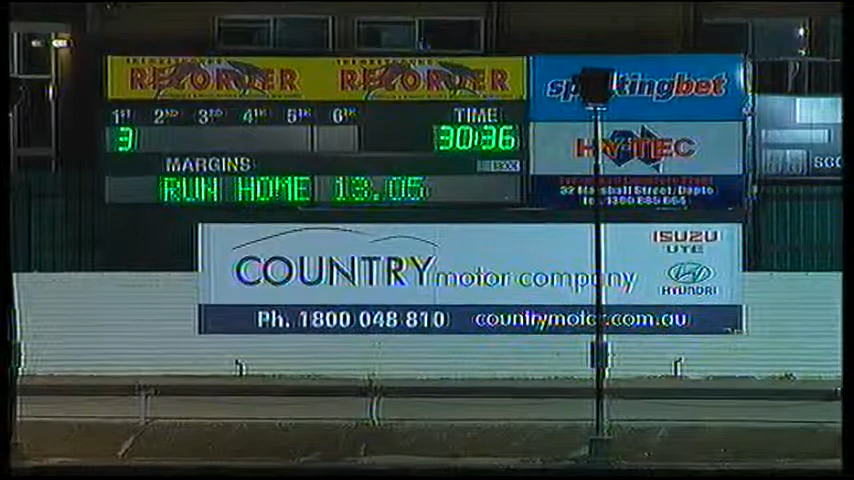 RECORDER RECORDER
1ST 2ND 3RD 4TH 5TH 6TH TIME
3 30:36
MARGINS
RUN HOME 13.05
sportingbet
HY-TEC
32 Marshall Street, Dapto
SCO
COUNTRY motor company
ISUZU
UTE
HYUNDAI
Ph. 1800 048 810 countrymotor.com.au